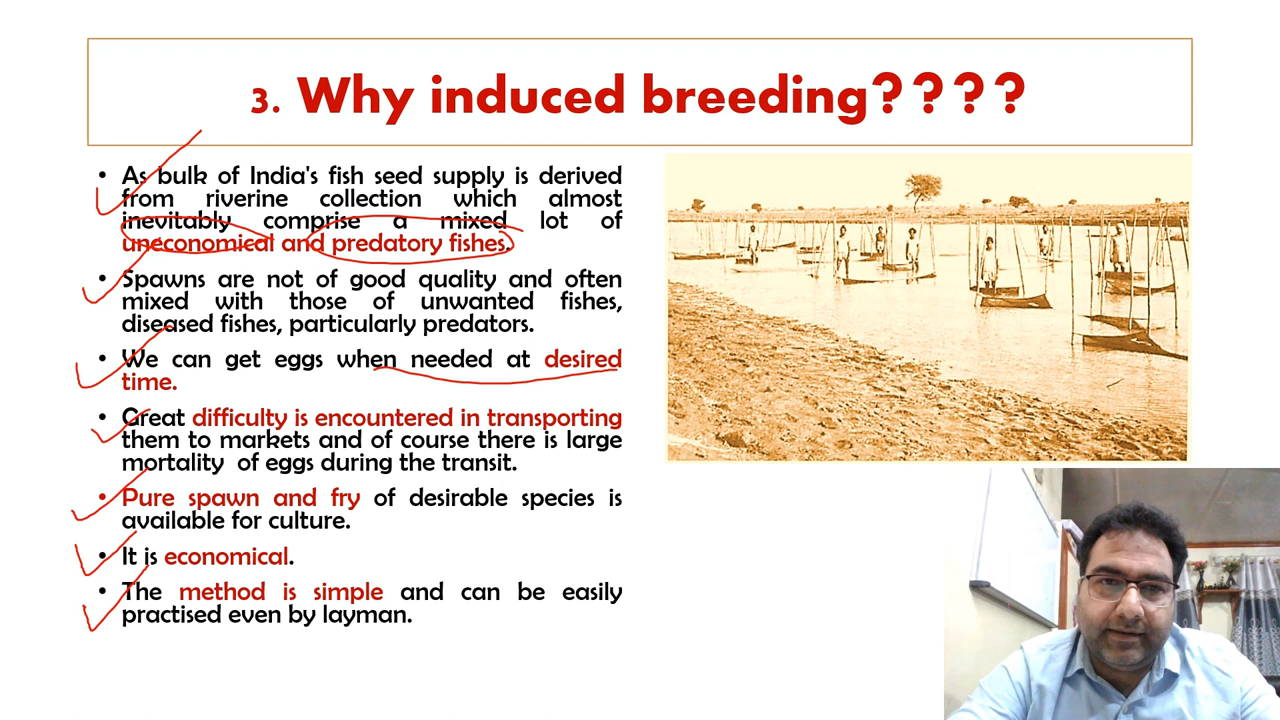 3. Why induced breeding????
• As bulk of India's fish seed supply is derived
from riverine collection which almost
inevitably comprise a mixed lot of
uneconomical and predatory fishes.
• Spawns are not of good quality and often
mixed with those of unwanted fishes,
diseased fishes, particularly predators.
• We can get eggs when needed at desired
time.
• Great difficulty is encountered in transporting
them to markets and of course there is large
mortality of eggs during the transit.
• Pure spawn and fry of desirable species is
available for culture.
• It is economical.
• The method is simple and can be easily
practised even by layman.